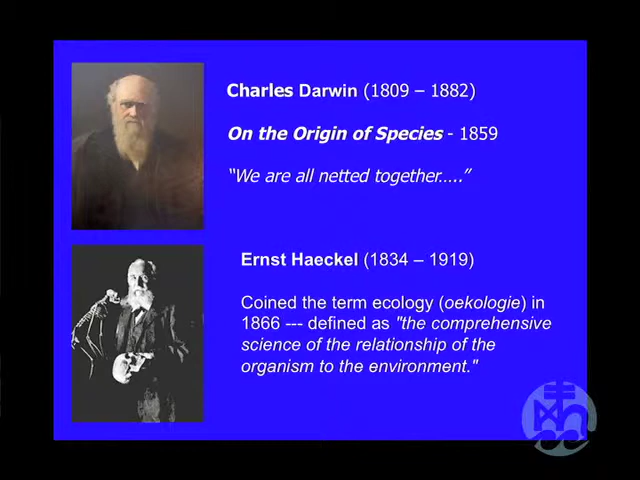 Charles Darwin (1809 – 1882)
On the Origin of Species - 1859
“We are all netted together…..”
Ernst Haeckel (1834 – 1919)
Coined the term ecology (oekologie) in
1866 --- defined as "the comprehensive
science of the relationship of the
organism to the environment."